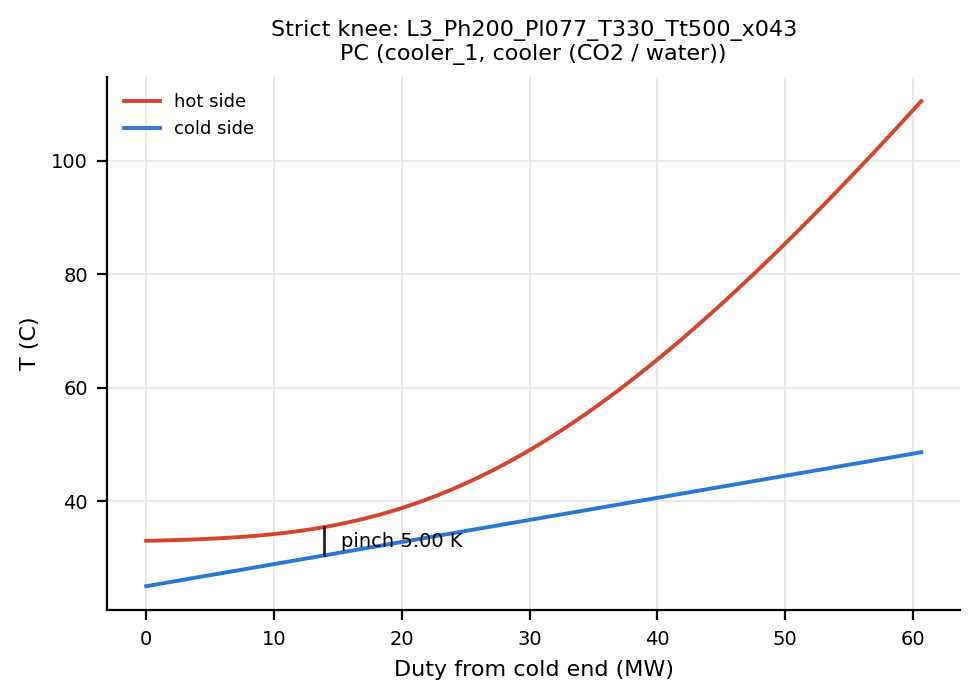 Strict knee: L3_Ph200_Pl077_T330_Tt500_x043
PC (cooler_1, cooler (CO2 / water))
hot side
cold side
T (C)
100
80
60
40
pinch 5.00 K
0 10 20 30 40 50 60
Duty from cold end (MW)